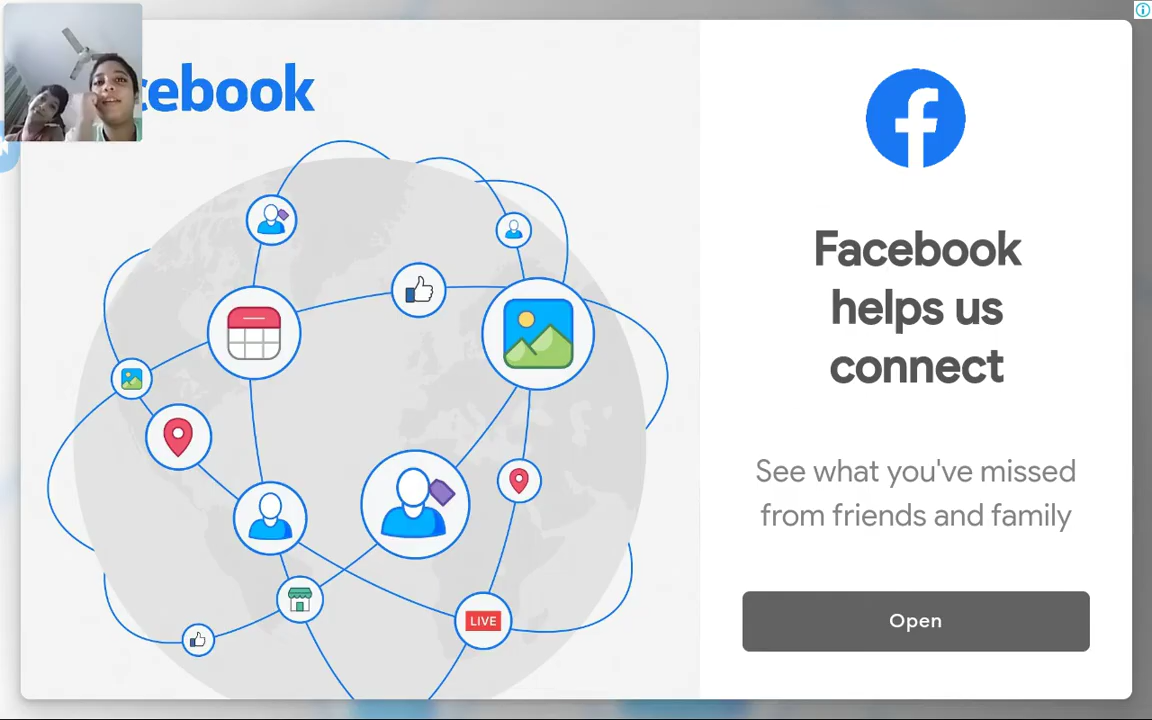 cebook
Facebook
helps us
connect
See what you've missed
from friends and family
Open
LIVE